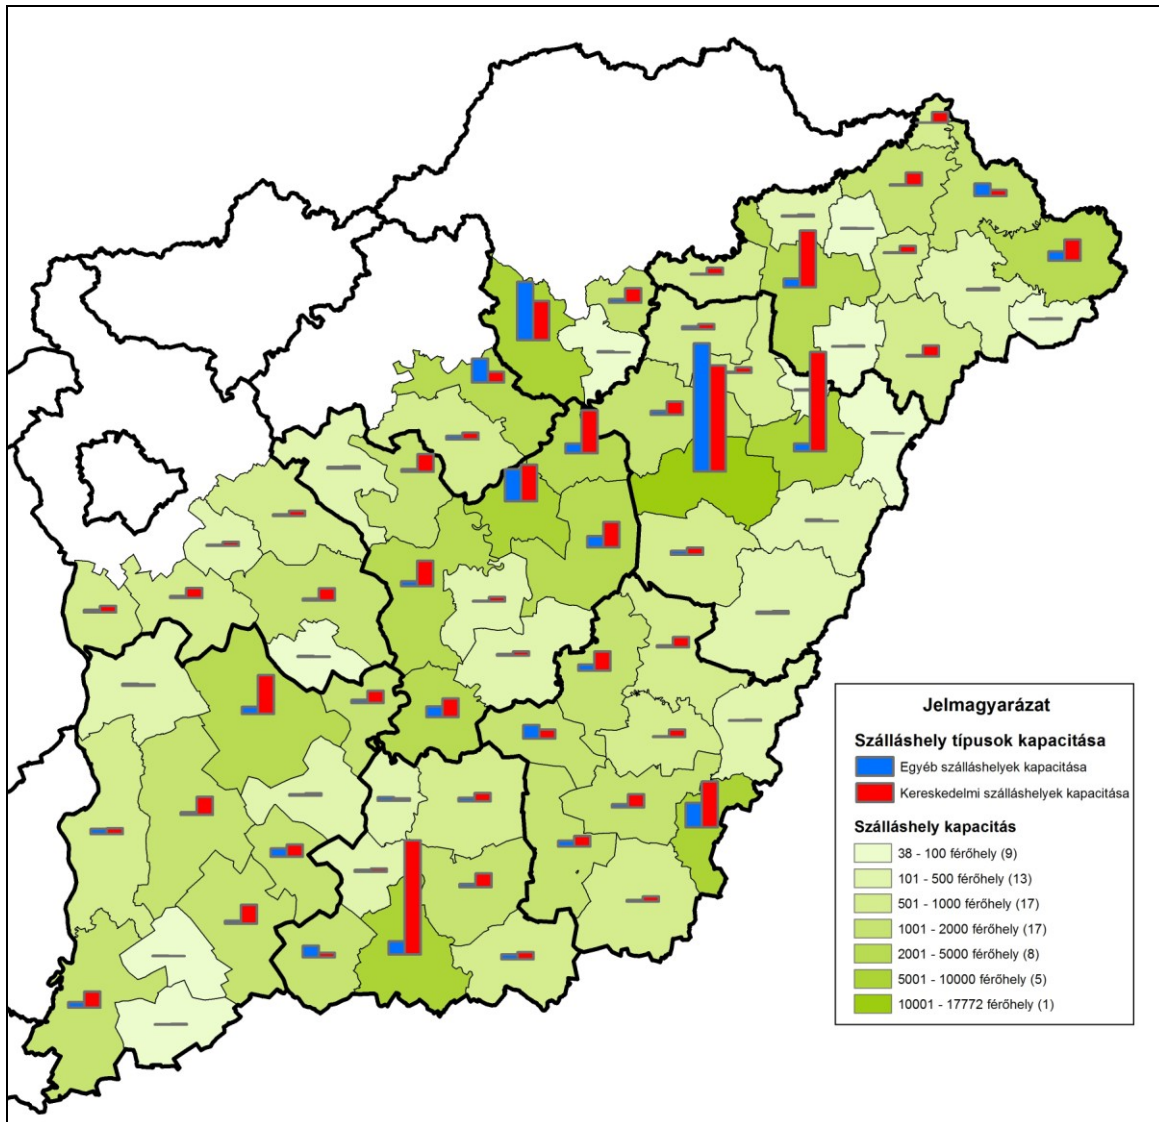 Jelmagyarázat
Szálláshely típusok kapacitása
Egyéb szálláshelyek kapacitása
Kereskedelmi szálláshelyek kapacitása
Szálláshely kapacitás
38 - 100 férőhely (9)
101 - 500 férőhely (13)
501 - 1000 férőhely (17)
1001 - 2000 férőhely (17)
2001 - 5000 férőhely (8)
5001 - 10000 férőhely (5)
10001 - 17772 férőhely (1)